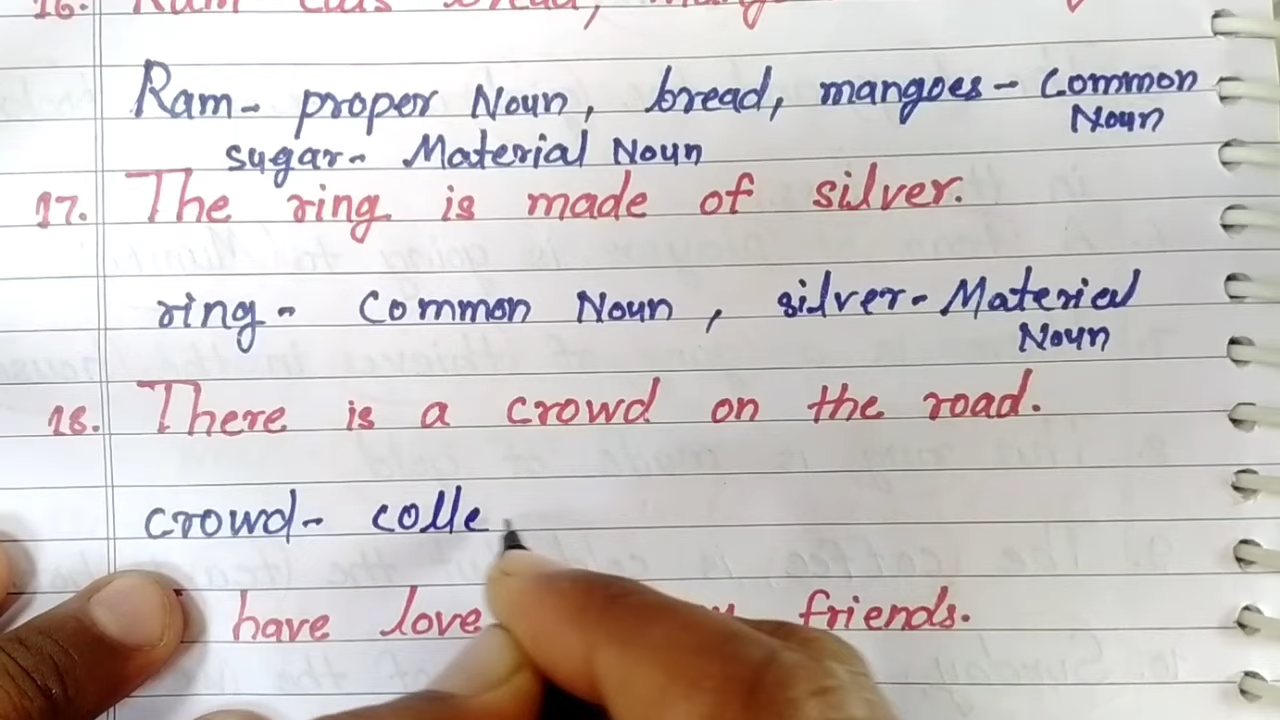 16.
Ram- proper Noun, bread, mangoes- Common
Noun
sugar- Material Noun
17. The ring is made of silver.
ring- Common Noun, silver- Material
Noun
18. There is a crowd on the road.
crowd- colle
have love friends.